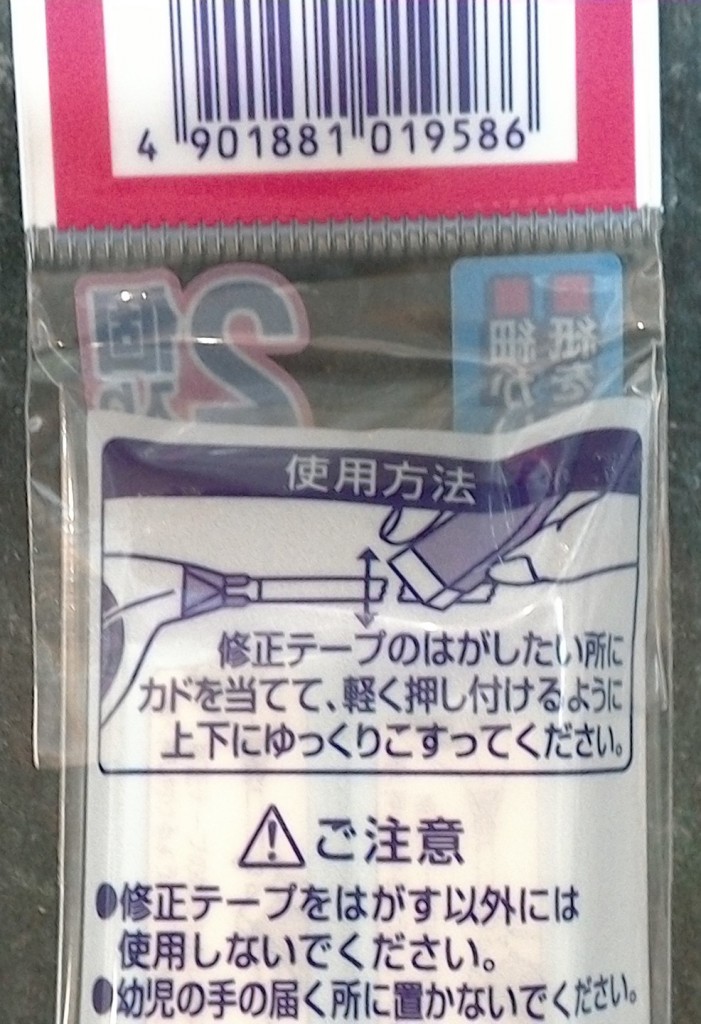 4 901881 019586
使用方法
修正テープのはがしたい所に
カドを当てて、軽く押し付けるように
上下にゆっくりこすってください。
ご注意
●修正テープをはがす以外には
使用しないでください。
●幼児の手の届く所に置かないでください。